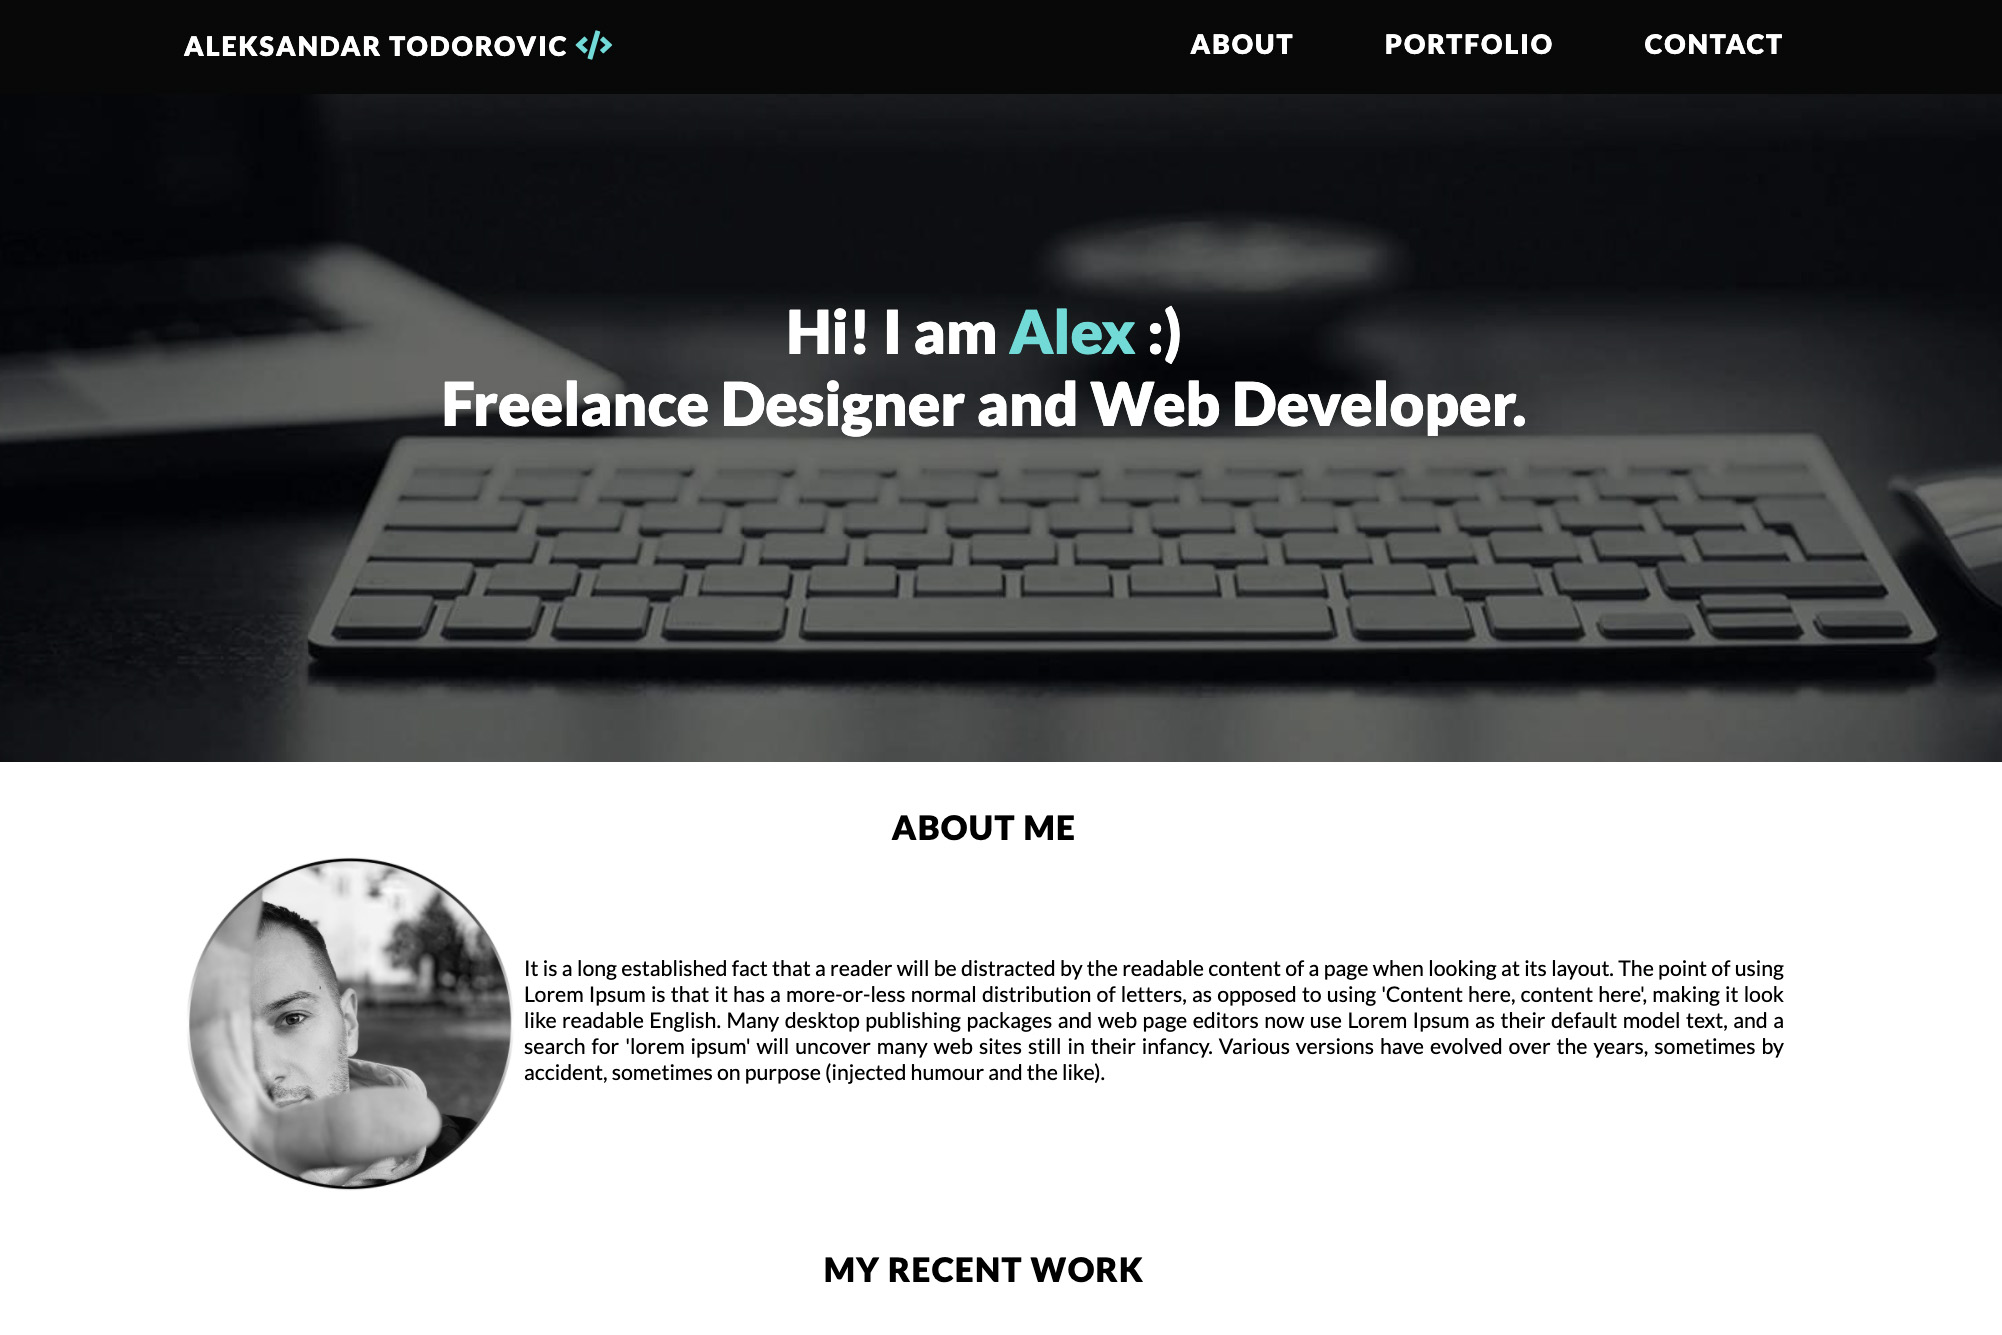 ALEKSANDAR TODOROVIC </>
ABOUT PORTFOLIO CONTACT
Hi! I am Alex :)
Freelance Designer and Web Developer.
ABOUT ME
It is a long established fact that a reader will be distracted by the readable content of a page when looking at its layout. The point of using
Lorem Ipsum is that it has a more-or-less normal distribution of letters, as opposed to using 'Content here, content here', making it look
like readable English. Many desktop publishing packages and web page editors now use Lorem Ipsum as their default model text, and a
search for 'lorem ipsum' will uncover many web sites still in their infancy. Various versions have evolved over the years, sometimes by
accident, sometimes on purpose (injected humour and the like).
MY RECENT WORK